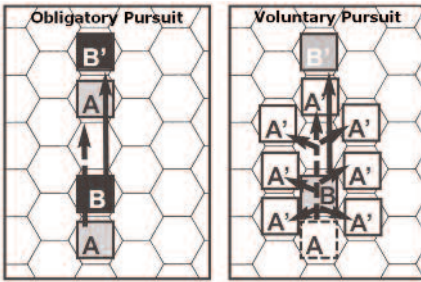 Obligatory Pursuit
B'
A
B
A
Voluntary Pursuit
B'
A'
A' A'
A' A'
B
A' A'
A